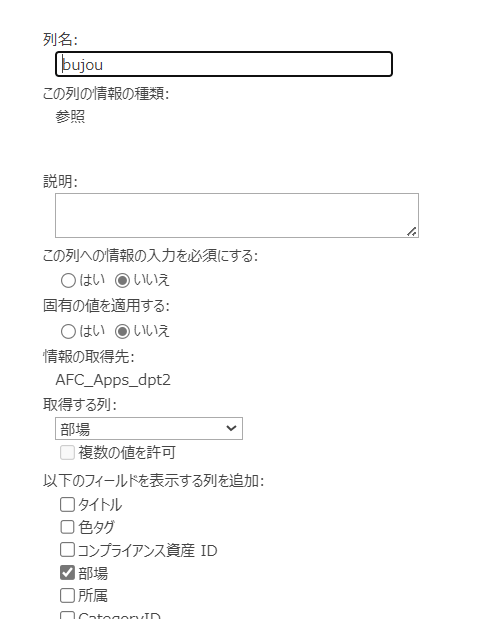 列名:
bujou
この列の情報の種類:
参照
説明:
この列への情報の入力を必須にする:
はい いいえ
固有の値を適用する:
はい いいえ
情報の取得先:
AFC_Apps_dpt2
取得する列:
部場
複数の値を許可
以下のフィールドを表示する列を追加:
タイトル
色タグ
コンプライアンス資産 ID
部場
所属
CategoryID